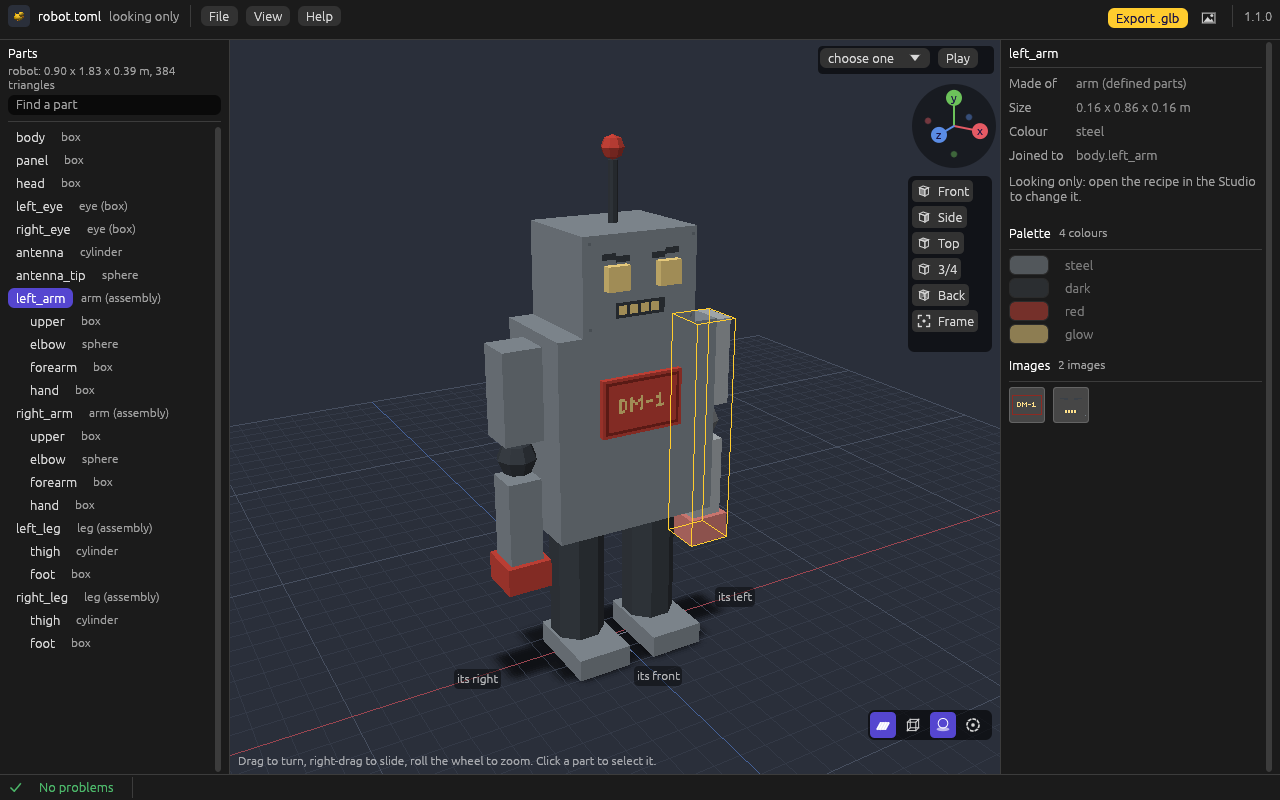 robot.toml looking only File View Help Export .glb 1.1.0
Parts
robot: 0.90 x 1.83 x 0.39 m, 384
triangles
Find a part
body box
panel box
head box
left_eye eye (box)
right_eye eye (box)
antenna cylinder
antenna_tip sphere
left_arm arm (assembly)
upper box
elbow sphere
forearm box
hand box
right_arm arm (assembly)
upper box
elbow sphere
forearm box
hand box
left_leg leg (assembly)
thigh cylinder
foot box
right_leg leg (assembly)
thigh cylinder
foot box
choose one Play
y
x
z
Front
Side
Top
3/4
Back
Frame
DM-1
its left
its right
its front
Drag to turn, right-drag to slide, roll the wheel to zoom. Click a part to select it.
left_arm
Made of arm (defined parts)
Size 0.16 x 0.86 x 0.16 m
Colour steel
Joined to body.left_arm
Looking only: open the recipe in the Studio
to change it.
Palette 4 colours
steel
dark
red
glow
Images 2 images
DM-1
No problems